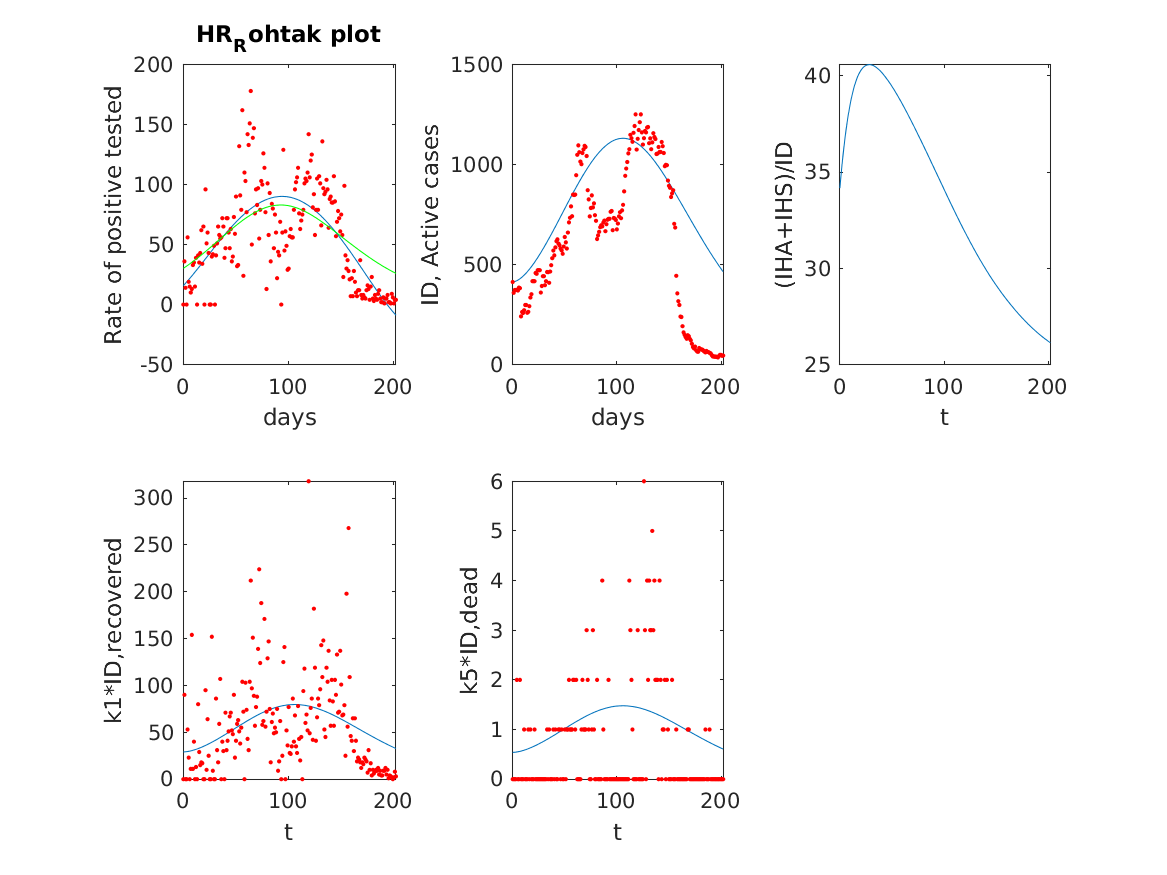 HR_Rohtak plot
Rate of positive tested
200
150
100
50
0
-50
0 100 200
days
ID, Active cases
1500
1000
500
0
0 100 200
days
(IHA+IHS)/ID
40
35
30
25
0 100 200
t
k1*ID,recovered
300
250
200
150
100
50
0
0 100 200
t
k5*ID,dead
6
5
4
3
2
1
0
0 100 200
t